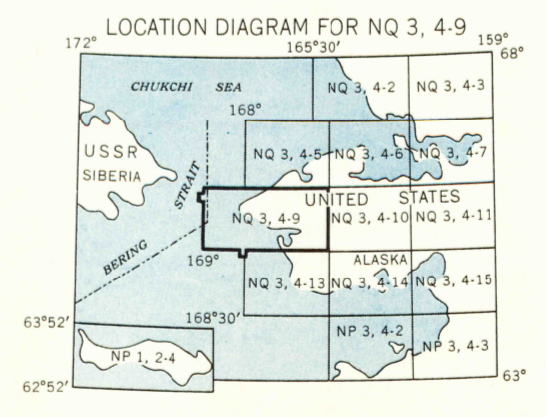 LOCATION DIAGRAM FOR NQ 3, 4-9
172° 165°30' 159°
68°
CHUKCHI SEA
NQ 3, 4-2 NQ 3, 4-3
168°
USSR
SIBERIA
STRAIT
NQ 3, 4-5 NQ 3, 4-6 NQ 3, 4-7
UNITED STATES
NQ 3, 4-9 NQ 3, 4-10 NQ 3, 4-11
BERING
169°
ALASKA
NQ 3, 4-13 NQ 3, 4-14 NQ 3, 4-15
63°52' 168°30'
NP 3, 4-2
NP 3, 4-3
NP 1, 2-4
62°52' 63°